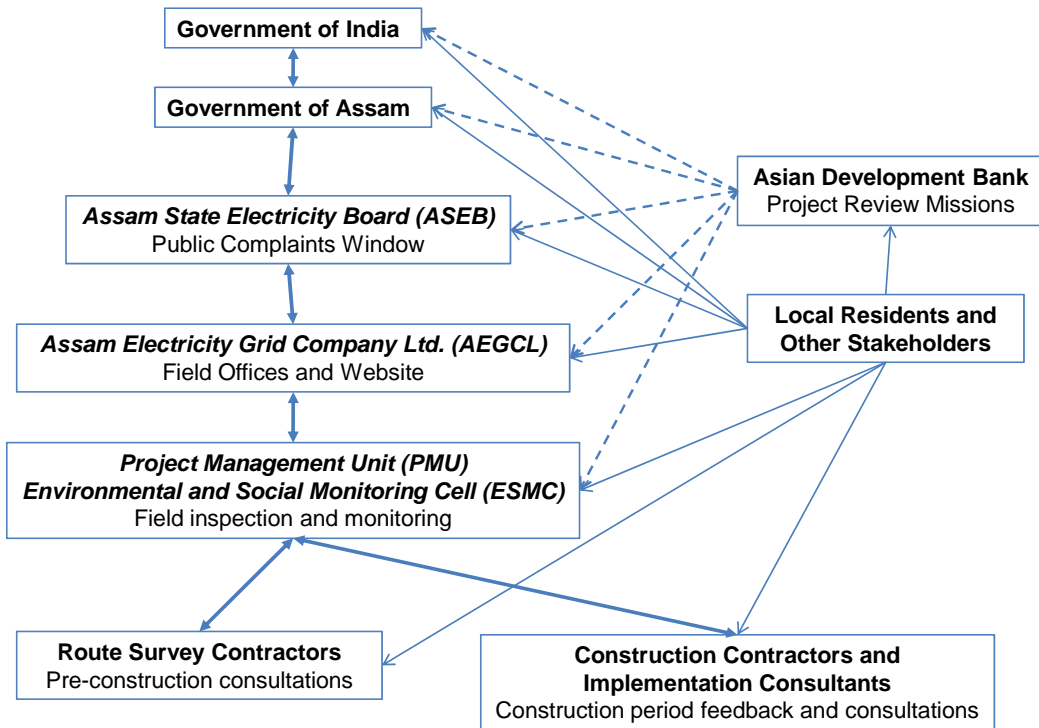 Government of India
Government of Assam
Asian Development Bank
Project Review Missions
Assam State Electricity Board (ASEB)
Public Complaints Window
Local Residents and
Other Stakeholders
Assam Electricity Grid Company Ltd. (AEGCL)
Field Offices and Website
Project Management Unit (PMU)
Environmental and Social Monitoring Cell (ESMC)
Field inspection and monitoring
Route Survey Contractors
Pre-construction consultations
Construction Contractors and
Implementation Consultants
Construction period feedback and consultations